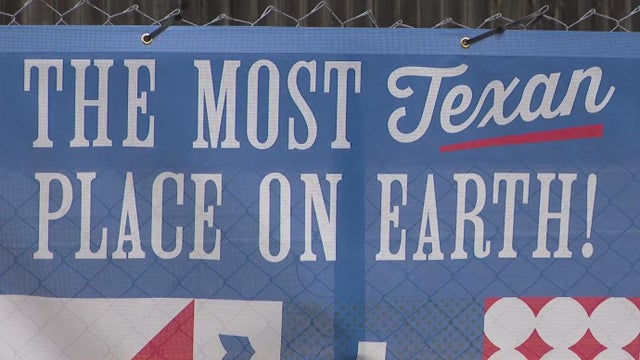 THE MOST Texan
PLACE ON EARTH!